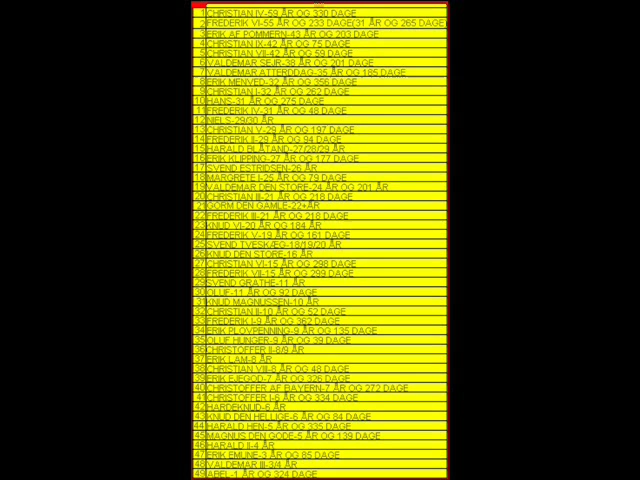 1 CHRISTIAN IV-59 ÅR OG 330 DAGE
2 FREDERIK VI-55 ÅR OG 233 DAGE(31 ÅR OG 265 DAGE)
3 ERIK AF POMMERN-43 ÅR OG 203 DAGE
4 CHRISTIAN IX-42 ÅR OG 75 DAGE
5 CHRISTIAN VII-42 ÅR OG 59 DAGE
6 VALDEMAR SEJR-38 ÅR OG 201 DAGE
7 VALDEMAR ATTERDAG-35 ÅR OG 185 DAGE
8 ERIK MENVED-32 ÅR OG 356 DAGE
9 CHRISTIAN I-32 ÅR OG 262 DAGE
10 HANS-31 ÅR OG 275 DAGE
11 FREDERIK IV-31 ÅR OG 48 DAGE
12 NIELS-29/30 ÅR
13 CHRISTIAN V-29 ÅR OG 197 DAGE
14 FREDERIK II-29 ÅR OG 94 DAGE
15 HARALD BLÅTAND-27/28/29 ÅR
16 ERIK KLIPPING-27 ÅR OG 177 DAGE
17 SVEND ESTRIDSEN-26 ÅR
18 MARGRETE I-25 ÅR OG 79 DAGE
19 VALDEMAR DEN STORE-24 ÅR OG 201 ÅR
20 CHRISTIAN III-21 ÅR OG 218 DAGE
21 GORM DEN GAMLE-22+ÅR
22 FREDERIK III-21 ÅR OG 218 DAGE
23 KNUD VI-20 ÅR OG 184 ÅR
24 FREDERIK V-19 ÅR OG 161 DAGE
25 SVEND TVESKÆG-18/19/20 ÅR
26 KNUD DEN STORE-16 ÅR
27 CHRISTIAN VI-15 ÅR OG 298 DAGE
28 FREDERIK VII-15 ÅR OG 299 DAGE
29 SVEND GRATHE-11 ÅR
30 OLUF-11 ÅR OG 92 DAGE
31 KNUD MAGNUSSEN-10 ÅR
32 CHRISTIAN II-10 ÅR OG 52 DAGE
33 FREDERIK I-9 ÅR OG 362 DAGE
34 ERIK PLOVPENNING-9 ÅR OG 135 DAGE
35 OLUF HUNGER-9 ÅR OG 39 DAGE
36 CHRISTOFFER II-8/9 ÅR
37 ERIK LAM-8 ÅR
38 CHRISTIAN VIII-8 ÅR OG 48 DAGE
39 ERIK EJEGOD-7 ÅR OG 326 DAGE
40 CHRISTOFFER AF BAYERN-7 ÅR OG 272 DAGE
41 CHRISTOFFER I-6 ÅR OG 334 DAGE
42 HARDEKNUD-6 ÅR
43 KNUD DEN HELLIGE-6 ÅR OG 84 DAGE
44 HARALD HEN-5 ÅR OG 335 DAGE
45 MAGNUS DEN GODE-5 ÅR OG 139 DAGE
46 HARALD II-4 ÅR
47 ERIK EMUNE-3 ÅR OG 85 DAGE
48 VALDEMAR III-3/4 ÅR
49 ABEL-1 ÅR OG 324 DAGE